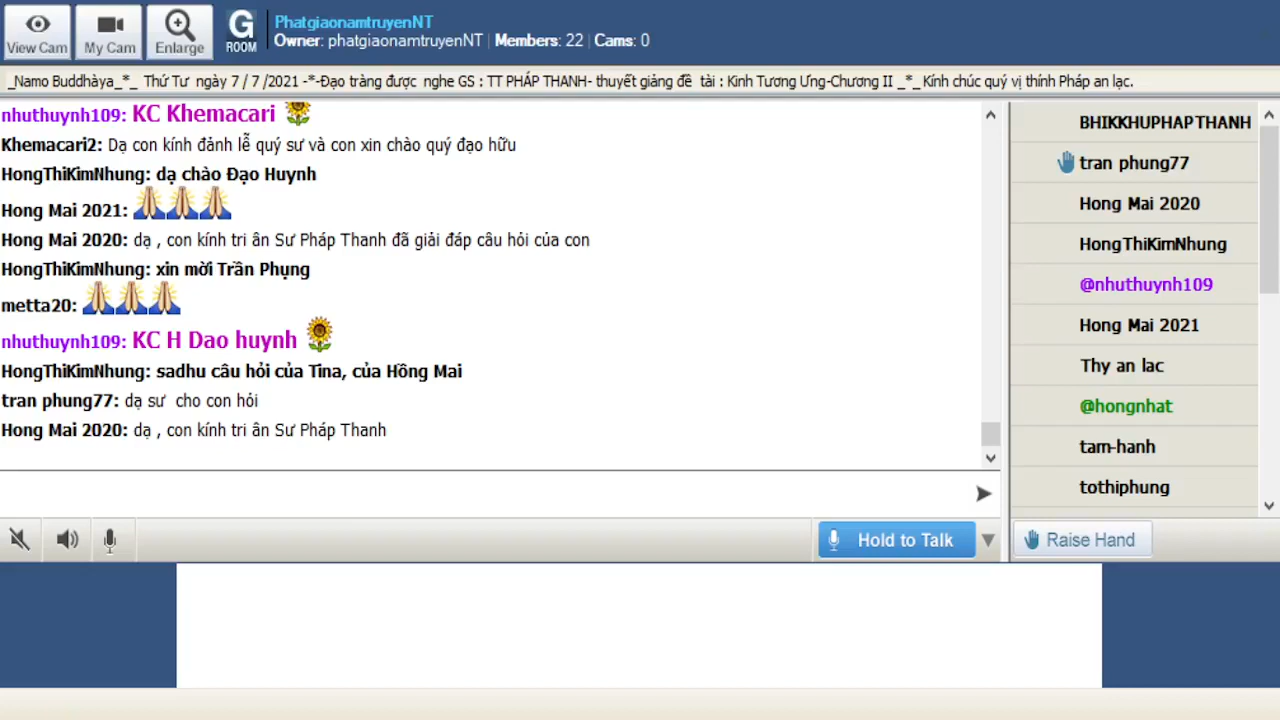 View Cam
My Cam
Enlarge
G
ROOM
PhatgiaonamtruyenNT
Owner: phatgiaonamtruyenNT | Members: 22 | Cams: 0
_Namo Buddhàya_*_ Thứ Tư ngày 7 / 7 /2021 -*-Đạo tràng được nghe GS : TT PHÁP THANH- thuyết giảng đề tài : Kinh Tương Ưng-Chương II _*_ Kính chúc quý vị thính Pháp an lạc.
nhuthuynh109: KC Khemacari
Khemacari2: Dạ con kính đảnh lễ quý sư và con xin chào quý đạo hữu
HongThiKimNhung: dạ chào Đạo Huynh
Hong Mai 2021:
Hong Mai 2020: dạ , con kính tri ân Sư Pháp Thanh đã giải đáp câu hỏi của con
HongThiKimNhung: xin mời Trần Phụng
metta20:
nhuthuynh109: KC H Dao huynh
HongThiKimNhung: sadhu câu hỏi của Tina, của Hồng Mai
tran phung77: dạ sư cho con hỏi
Hong Mai 2020: dạ , con kính tri ân Sư Pháp Thanh
Hold to Talk
BHIKKHUPHAPTHANH
tran phung77
Hong Mai 2020
HongThiKimNhung
@nhuthuynh109
Hong Mai 2021
Thy an lac
@hongnhat
tam-hanh
tothiphung
Raise Hand